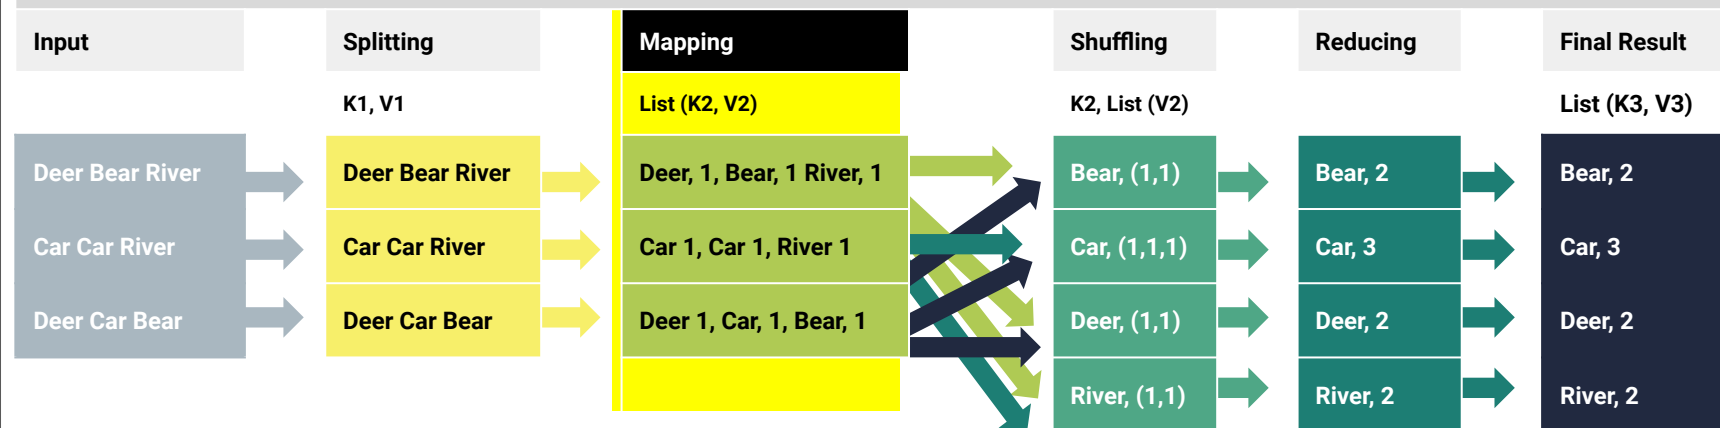 Input
Splitting
Mapping
Shuffling
Reducing
Final Result
K1, V1
List (K2, V2)
K2, List (V2)
List (K3, V3)
Deer Bear River
Deer Bear River
Deer, 1, Bear, 1 River, 1
Bear, (1,1)
Bear, 2
Bear, 2
Car Car River
Car Car River
Car 1, Car 1, River 1
Car, (1,1,1)
Car, 3
Car, 3
Deer Car Bear
Deer Car Bear
Deer 1, Car, 1, Bear, 1
Deer, (1,1)
Deer, 2
Deer, 2
River, (1,1)
River, 2
River, 2